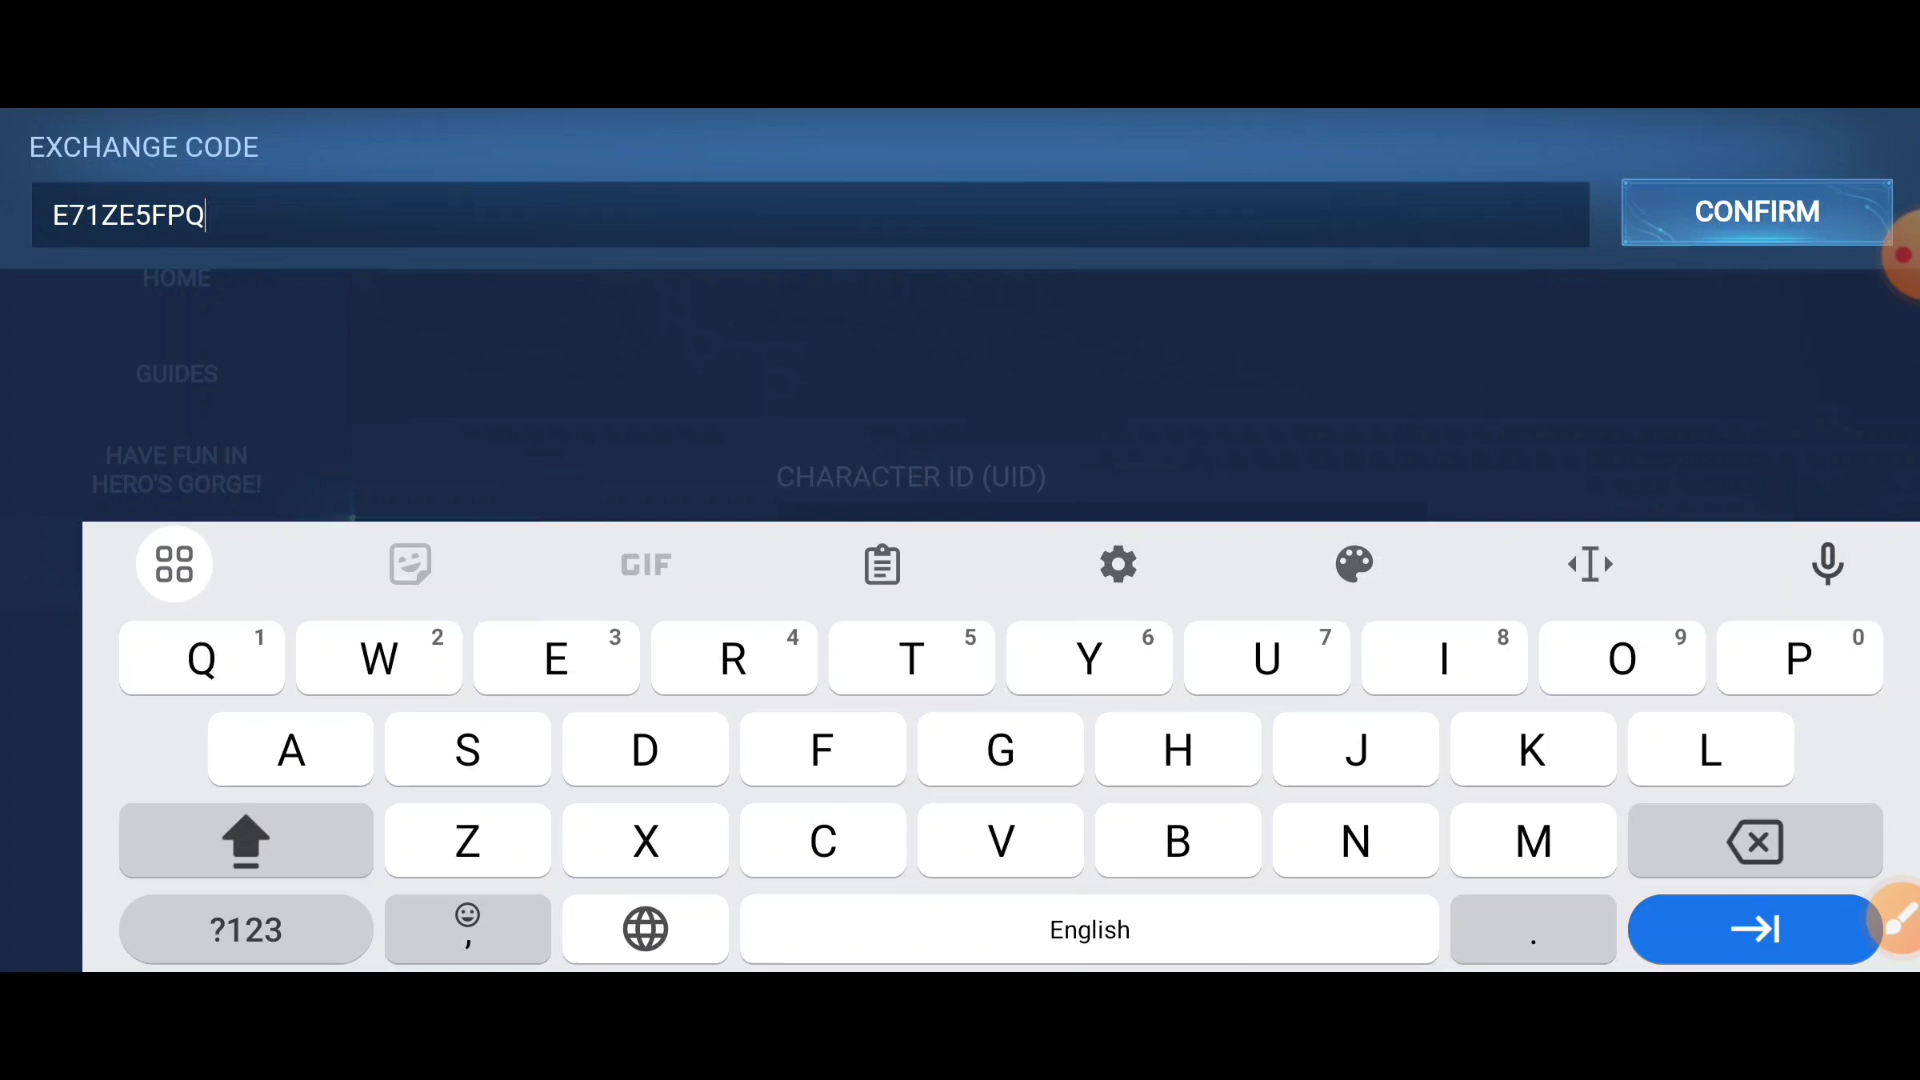 EXCHANGE CODE
E71ZE5FPQ
CONFIRM
HOME
GUIDES
HAVE FUN IN
HERO'S GORGE!
CHARACTER ID (UID)
GIF
Q 1 W 2 E 3 R 4 T 5 Y 6 U 7 I 8 O 9 P 0
A S D F G H J K L
Z X C V B N M
?123 , English .